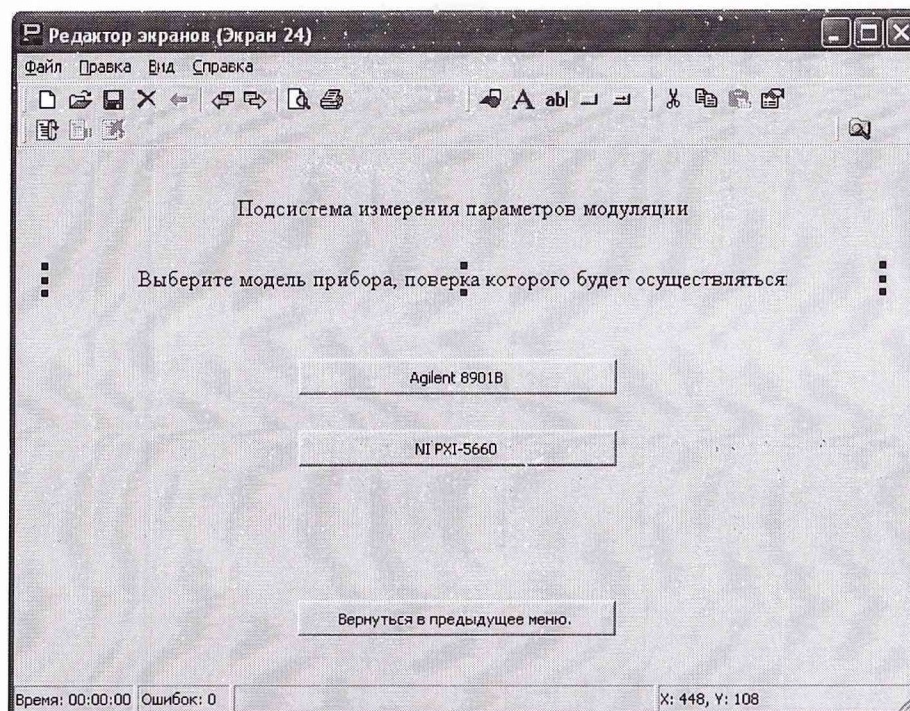 Редактор экранов (Экран 24)
Файл Правка Вид Справка
A ab|
Подсистема измерения параметров модуляции
Выберите модель прибора, поверка которого будет осуществляться:
Agilent 8901B
NI PXI-5660
Вернуться в предыдущее меню.
Время: 00:00:00 Ошибок: 0 X: 448, Y: 108